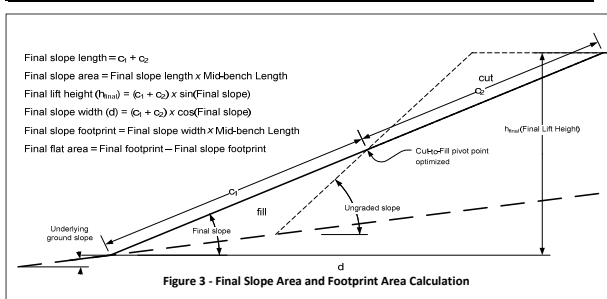 Final slope length = c1 + c2
Final slope area = Final slope length x Mid-bench Length
Final lift height (hfinal) = (c1 + c2) x sin(Final slope)
Final slope width (d) = (c1 + c2) x cos(Final slope)
Final slope footprint = Final slope width x Mid-bench Length
Final flat area = Final footprint – Final slope footprint
cut
c2
hfinal (Final Lift Height)
Cut-to-Fill pivot point
optimized
c1
fill
Ungraded slope
Underlying
ground slope
Final slope
d
Figure 3 - Final Slope Area and Footprint Area Calculation